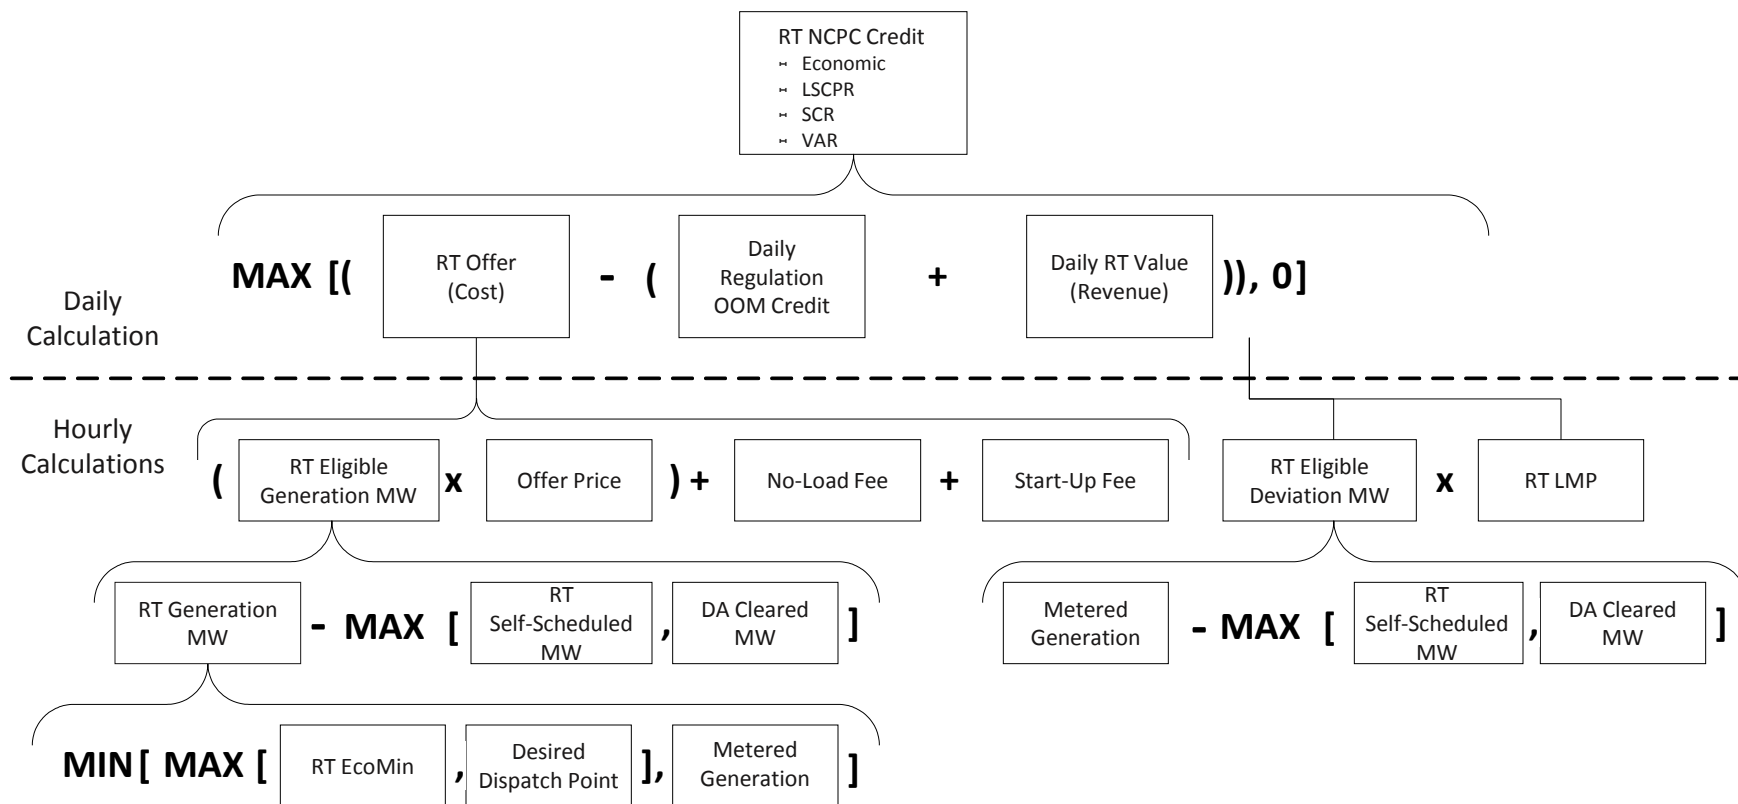 RT NCPC Credit
Economic
LSCPR
SCR
VAR
Daily
Calculation
MAX [( RT Offer
(Cost) - ( Daily
Regulation
OOM Credit + Daily RT Value
(Revenue) )), 0]
Hourly
Calculations
( RT Eligible
Generation MW x Offer Price ) + No-Load Fee + Start-Up Fee
RT Eligible
Deviation MW x RT LMP
RT Generation
MW - MAX [ RT
Self-Scheduled
MW , DA Cleared
MW ]
Metered
Generation - MAX [ RT
Self-Scheduled
MW , DA Cleared
MW ]
MIN[ MAX [ RT EcoMin , Desired
Dispatch Point ], Metered
Generation ]